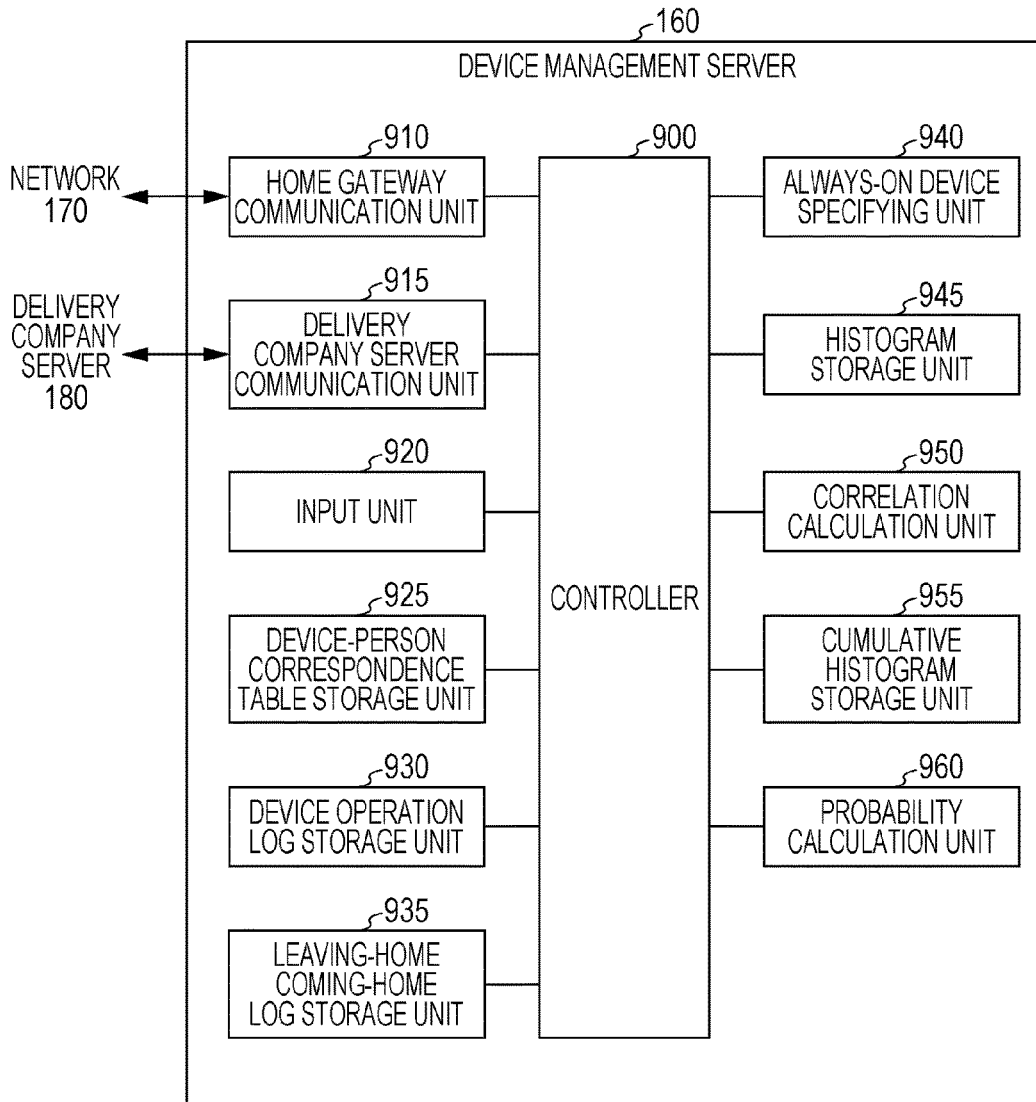 160
DEVICE MANAGEMENT SERVER
910
900
940
NETWORK
170
HOME GATEWAY
COMMUNICATION UNIT
ALWAYS-ON DEVICE
SPECIFYING UNIT
915
945
DELIVERY
COMPANY
SERVER
180
DELIVERY
COMPANY SERVER
COMMUNICATION UNIT
HISTOGRAM
STORAGE UNIT
920
950
INPUT UNIT
CORRELATION
CALCULATION UNIT
CONTROLLER
925
955
DEVICE-PERSON
CORRESPONDENCE
TABLE STORAGE UNIT
CUMULATIVE
HISTOGRAM
STORAGE UNIT
930
960
DEVICE OPERATION
LOG STORAGE UNIT
PROBABILITY
CALCULATION UNIT
935
LEAVING-HOME
COMING-HOME
LOG STORAGE UNIT